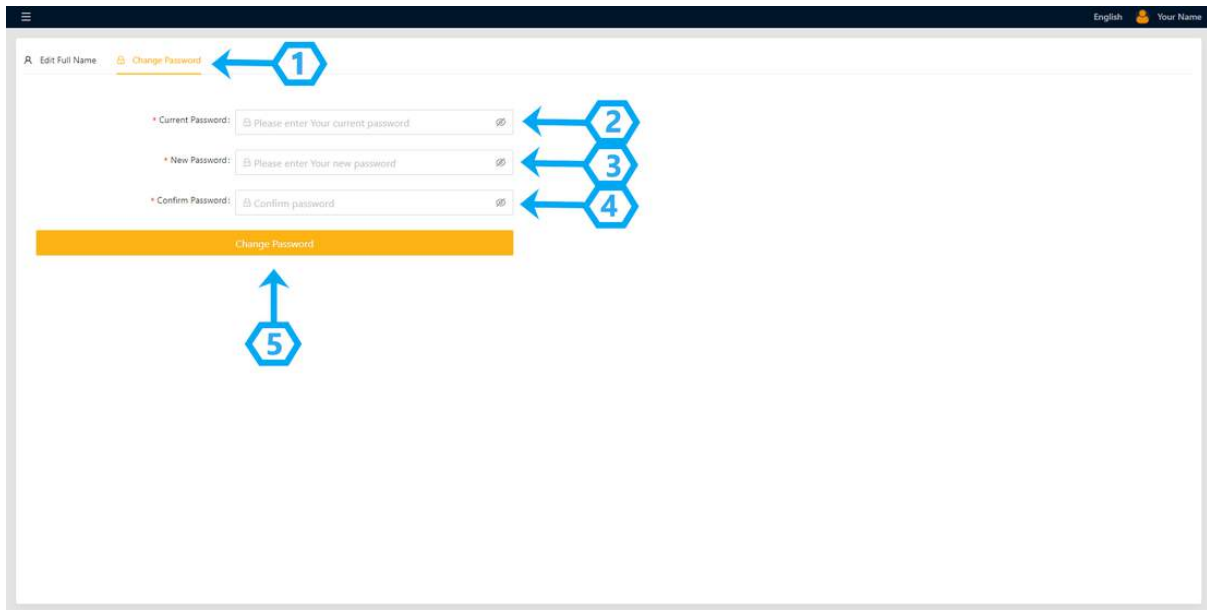 English Your Name
Edit Full Name Change Password
1
* Current Password: Please enter Your current password
2
* New Password: Please enter Your new password
3
* Confirm Password: Confirm password
4
Change Password
5